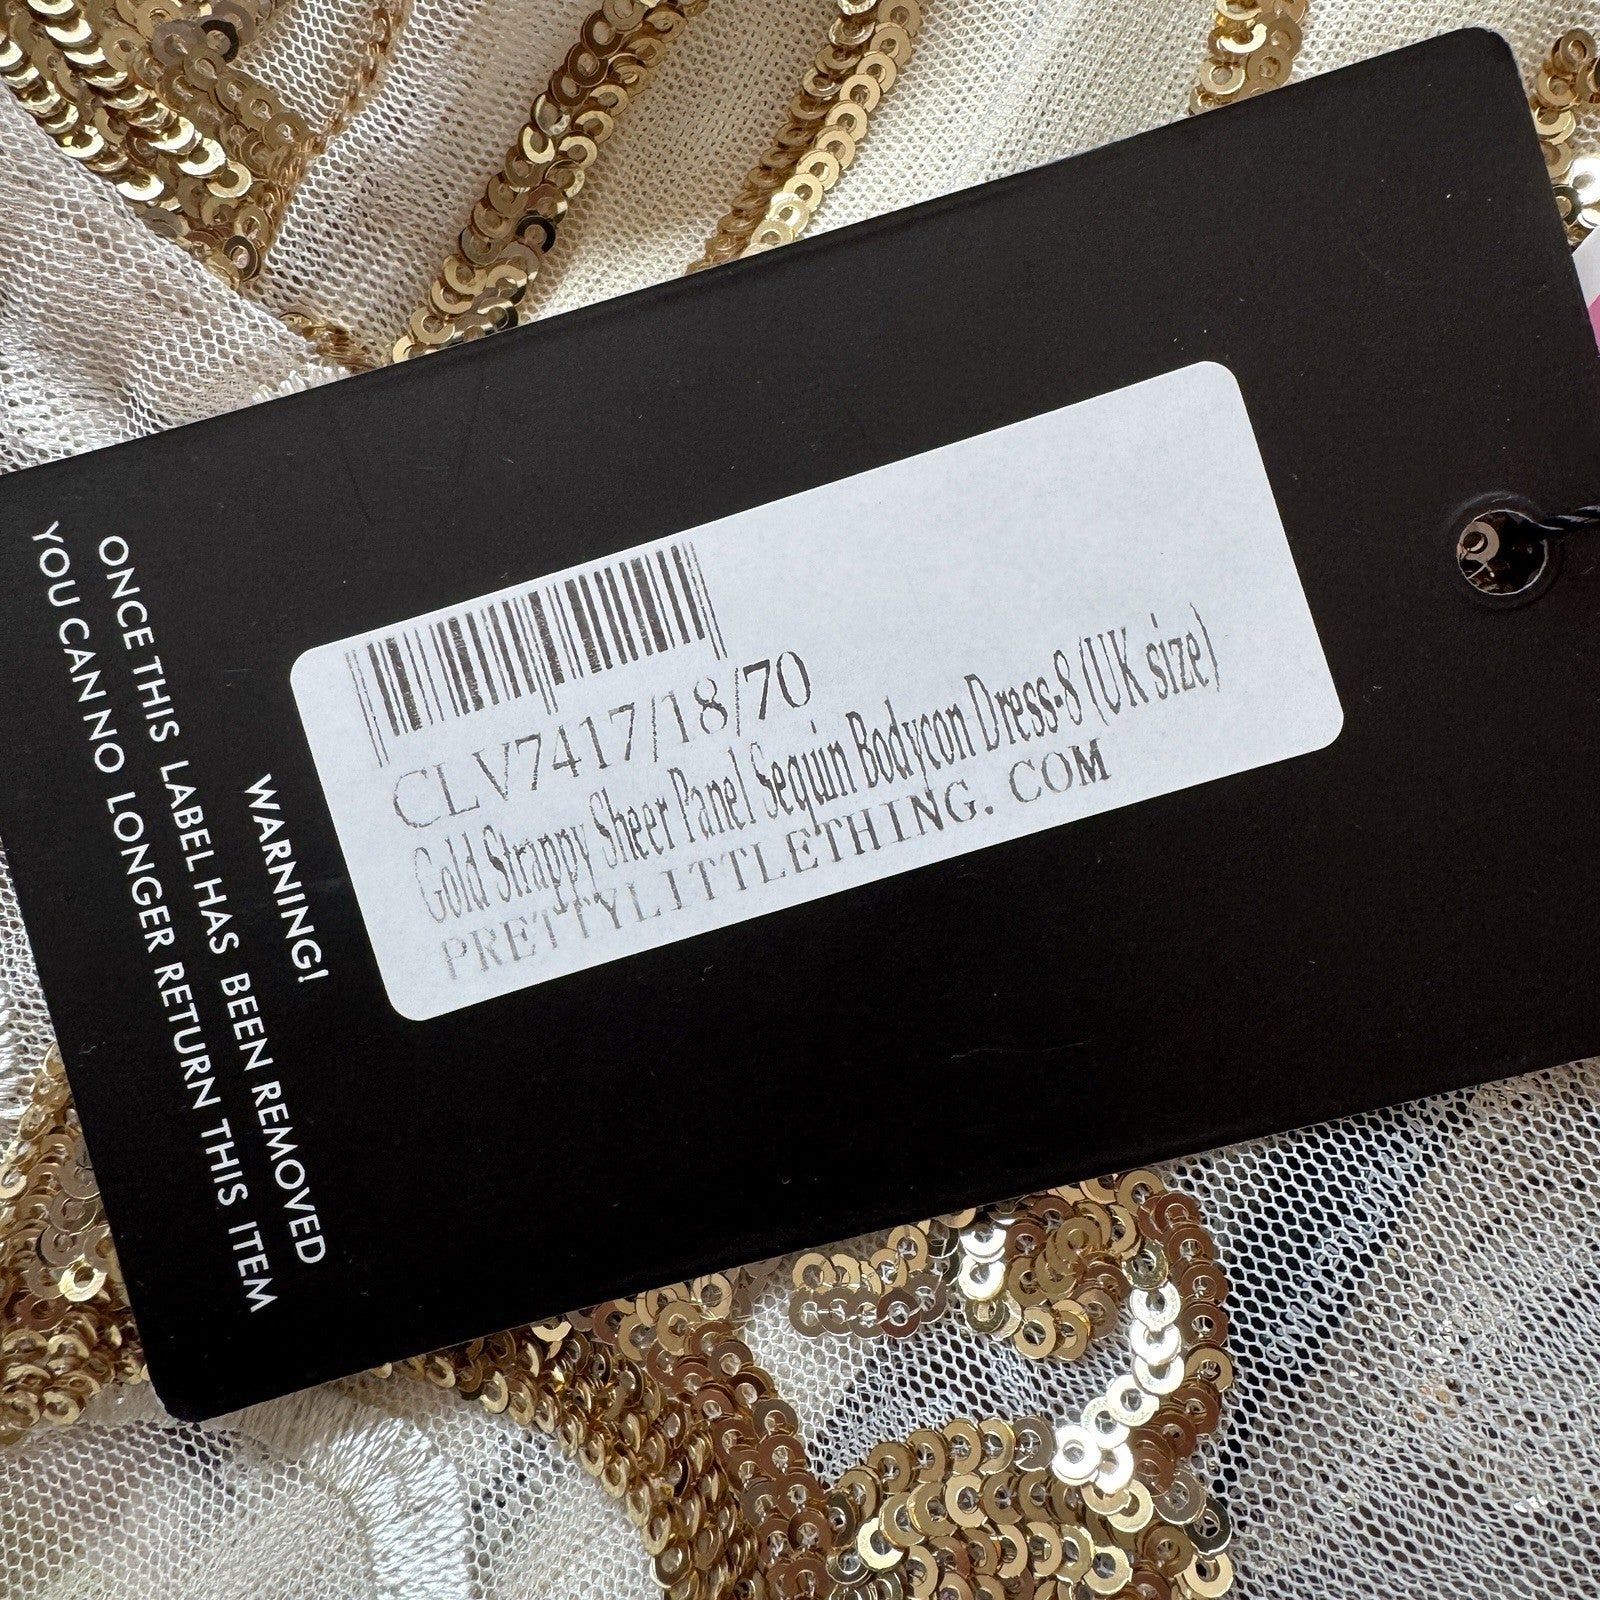 CLV7417/18/70
Gold Strappy Sheer Panel Sequin Bodycon Dress-8 (UK size)
PRETTYLITTLETHING. COM
WARNING!
ONCE THIS LABEL HAS BEEN REMOVED
YOU CAN NO LONGER RETURN THIS ITEM